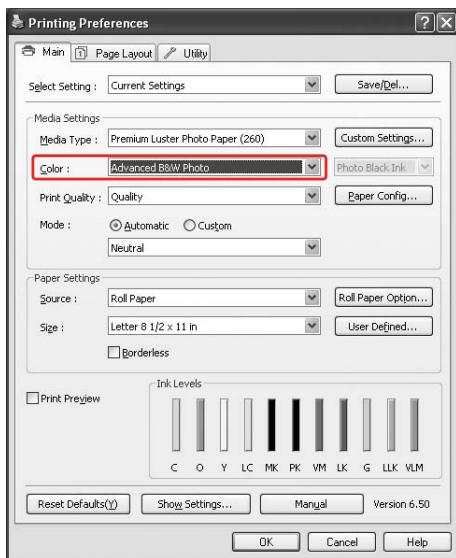 Printing Preferences
Main Page Layout Utility
Select Setting : Current Settings Save/Del...
Media Settings
Media Type : Premium Luster Photo Paper (260) Custom Settings...
Color : Advanced B&W Photo Photo Black Ink
Print Quality : Quality Paper Config...
Mode : Automatic Custom
Neutral
Paper Settings
Source : Roll Paper Roll Paper Option...
Size : Letter 8 1/2 x 11 in User Defined...
Borderless
Print Preview
Ink Levels
C O Y LC MK PK VM LK G LLK VLM
Reset Defaults(Y) Show Settings... Manual Version 6.50
OK Cancel Help